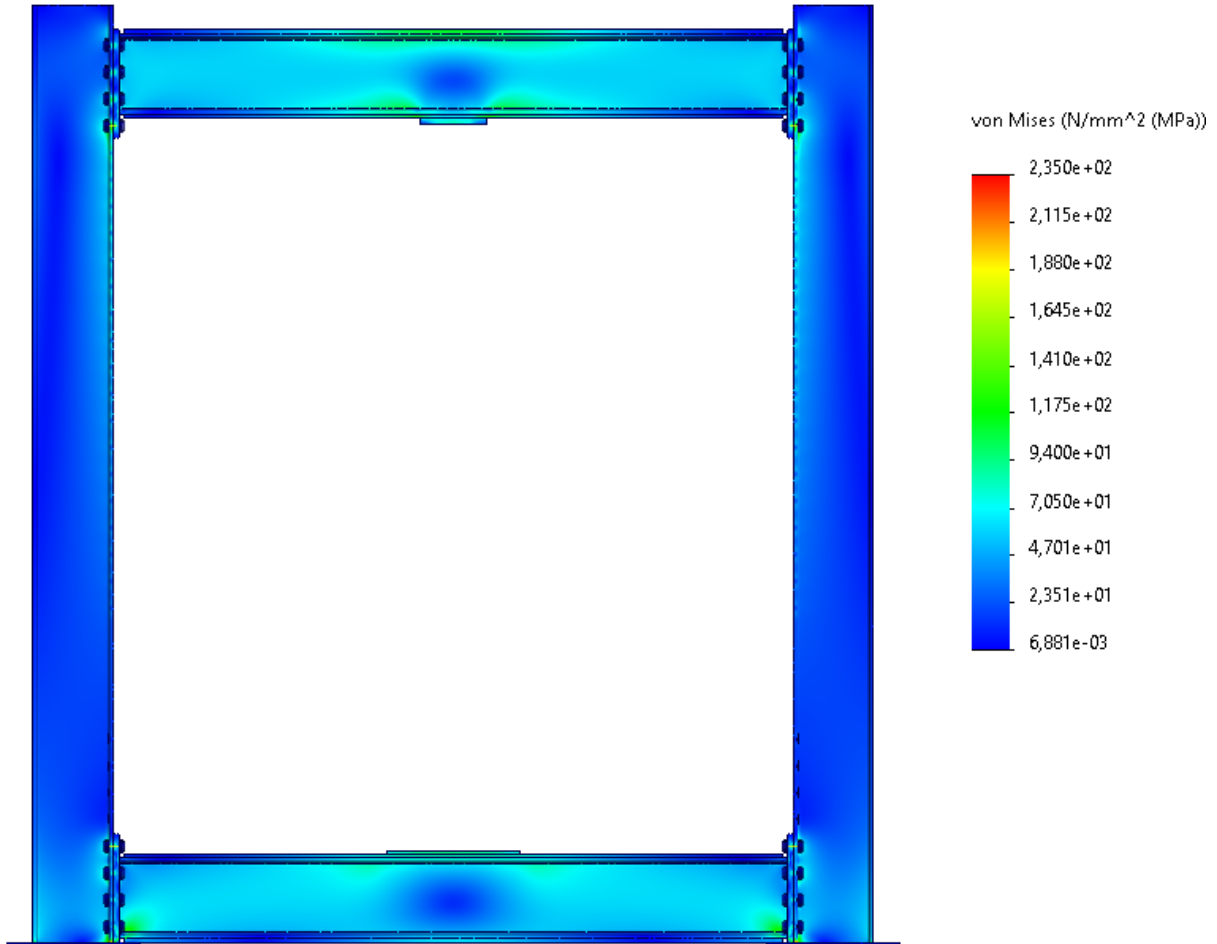 von Mises (N/mm^2 (MPa))
2,350e+02
2,115e+02
1,880e+02
1,645e+02
1,410e+02
1,175e+02
9,400e+01
7,050e+01
4,701e+01
2,351e+01
6,881e-03